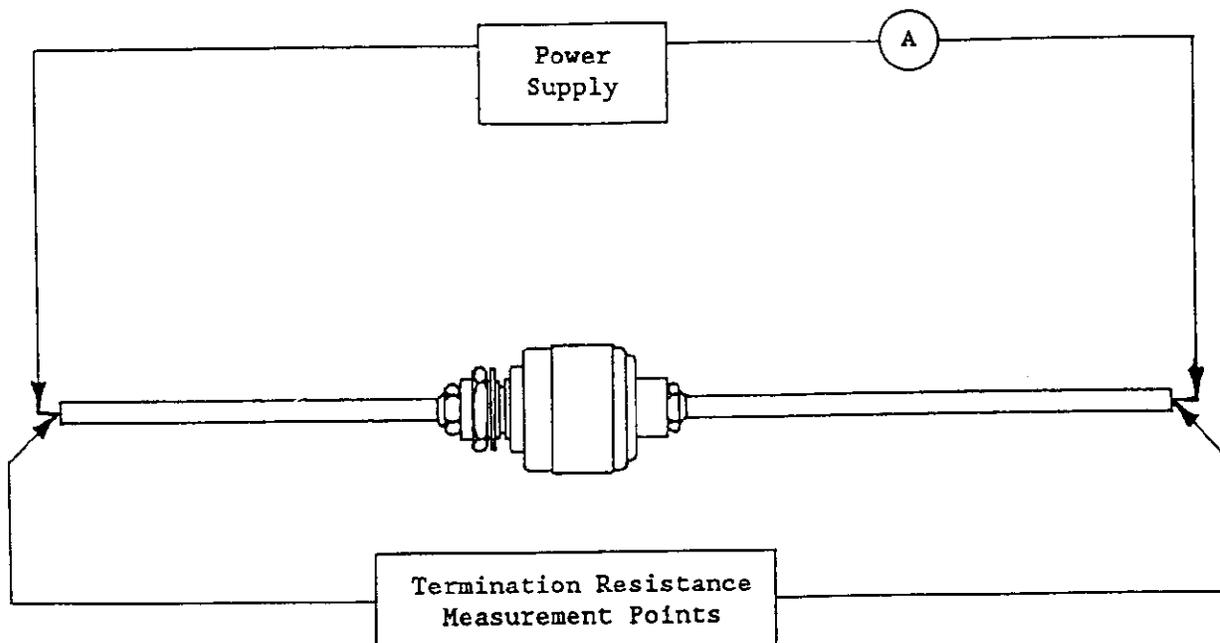 Power
Supply
A
Termination Resistance
Measurement Points